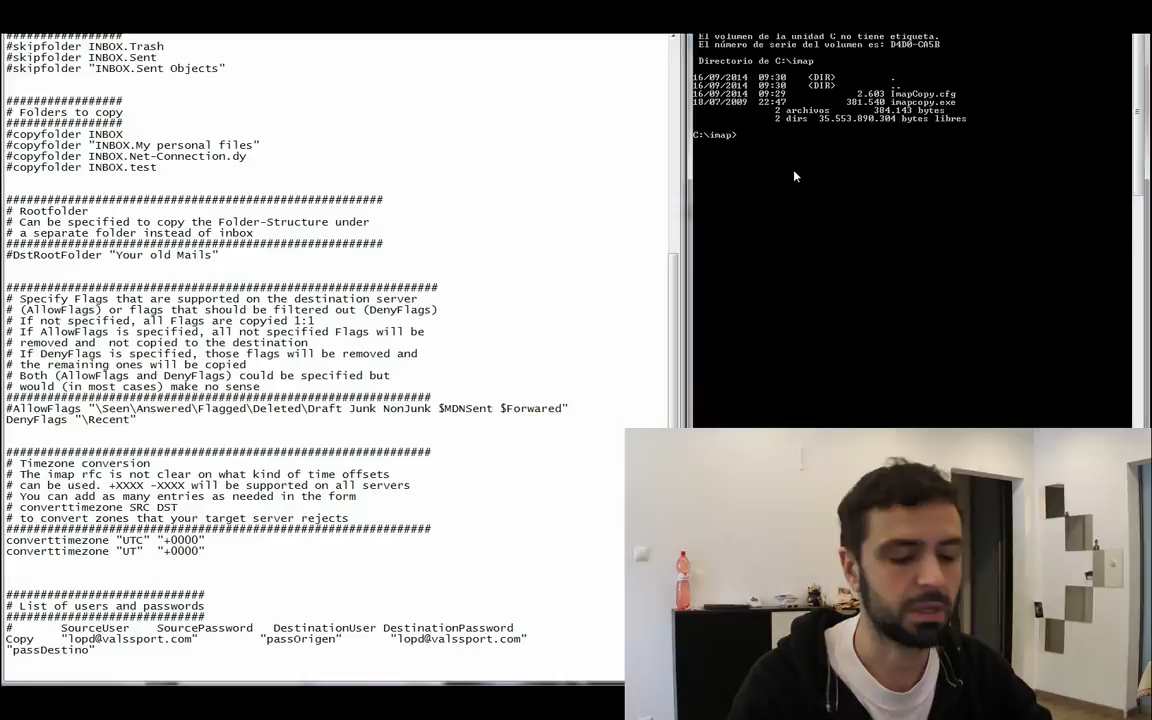 #################
#skipfolder INBOX.Trash
#skipfolder INBOX.Sent
#skipfolder "INBOX.Sent Objects"
#################
# Folders to copy
#################
#copyfolder INBOX
#copyfolder "INBOX.My personal files"
#copyfolder INBOX.Net-Connection.dy
#copyfolder INBOX.test
#######################################################
# Rootfolder
# Can be specified to copy the Folder-Structure under
# a separate folder instead of inbox
#######################################################
#DstRootFolder "Your old Mails"
###############################################################
# Specify Flags that are supported on the destination server
# (AllowFlags) or flags that should be filtered out (DenyFlags)
# If not specified, all Flags are copyied 1:1
# If AllowFlags is specified, all not specified Flags will be
# removed and  not copied to the destination
# If DenyFlags is specified, those flags will be removed and
# the remaining ones will be copied
# Both (AllowFlags and DenyFlags) could be specified but
# would (in most cases) make no sense
##############################################################
#AllowFlags "\Seen\Answered\Flagged\Deleted\Draft Junk NonJunk $MDNSent $Forwared"
DenyFlags "\Recent"
##############################################################
# Timezone conversion
# The imap rfc is not clear on what kind of time offsets
# can be used. +XXXX -XXXX will be supported on all servers
# You can add as many entries as needed in the form
# converttimezone SRC DST
# to convert zones that your target server rejects
##############################################################
converttimezone "UTC" "+0000"
converttimezone "UT"  "+0000"
#############################
# List of users and passwords
#############################
#     SourceUser    SourcePassword   DestinationUser DestinationPassword
Copy    "lopd@valssport.com"          "passOrigen"       "lopd@valssport.com"
"passDestino"
El volumen de la unidad C no tiene etiqueta.
El número de serie del volumen es: D4D0-CA5B
Directorio de C:\imap
16/09/2014  09:30    <DIR>          .
16/09/2014  09:30    <DIR>          ..
16/09/2014  09:29             2.603 ImapCopy.cfg
18/07/2009  22:47           381.540 imapcopy.exe
2 archivos        384.143 bytes
2 dirs  35.553.890.304 bytes libres
C:\imap>